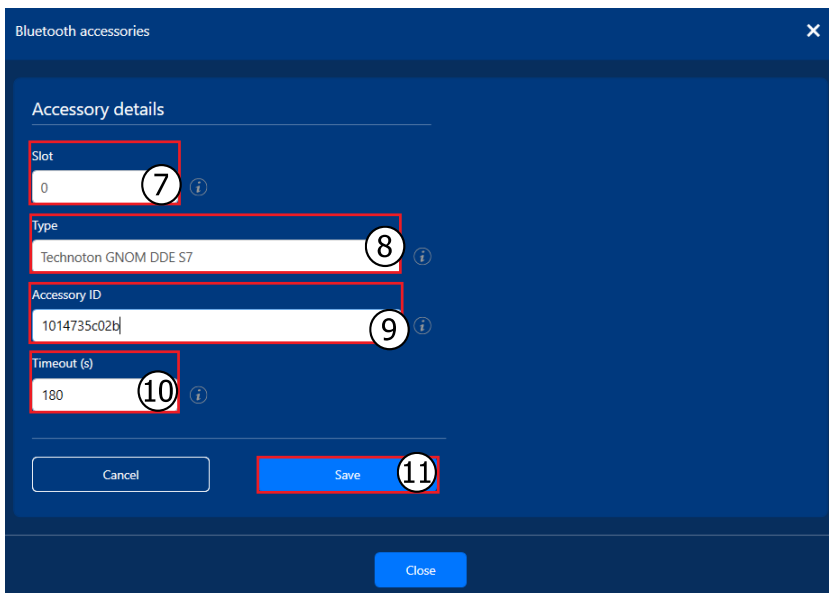 Bluetooth accessories
Accessory details
Slot
0
7
Type
Technoton GNOM DDE S7
8
Accessory ID
1014735c02b
9
Timeout (s)
180
10
Cancel
Save
11
Close